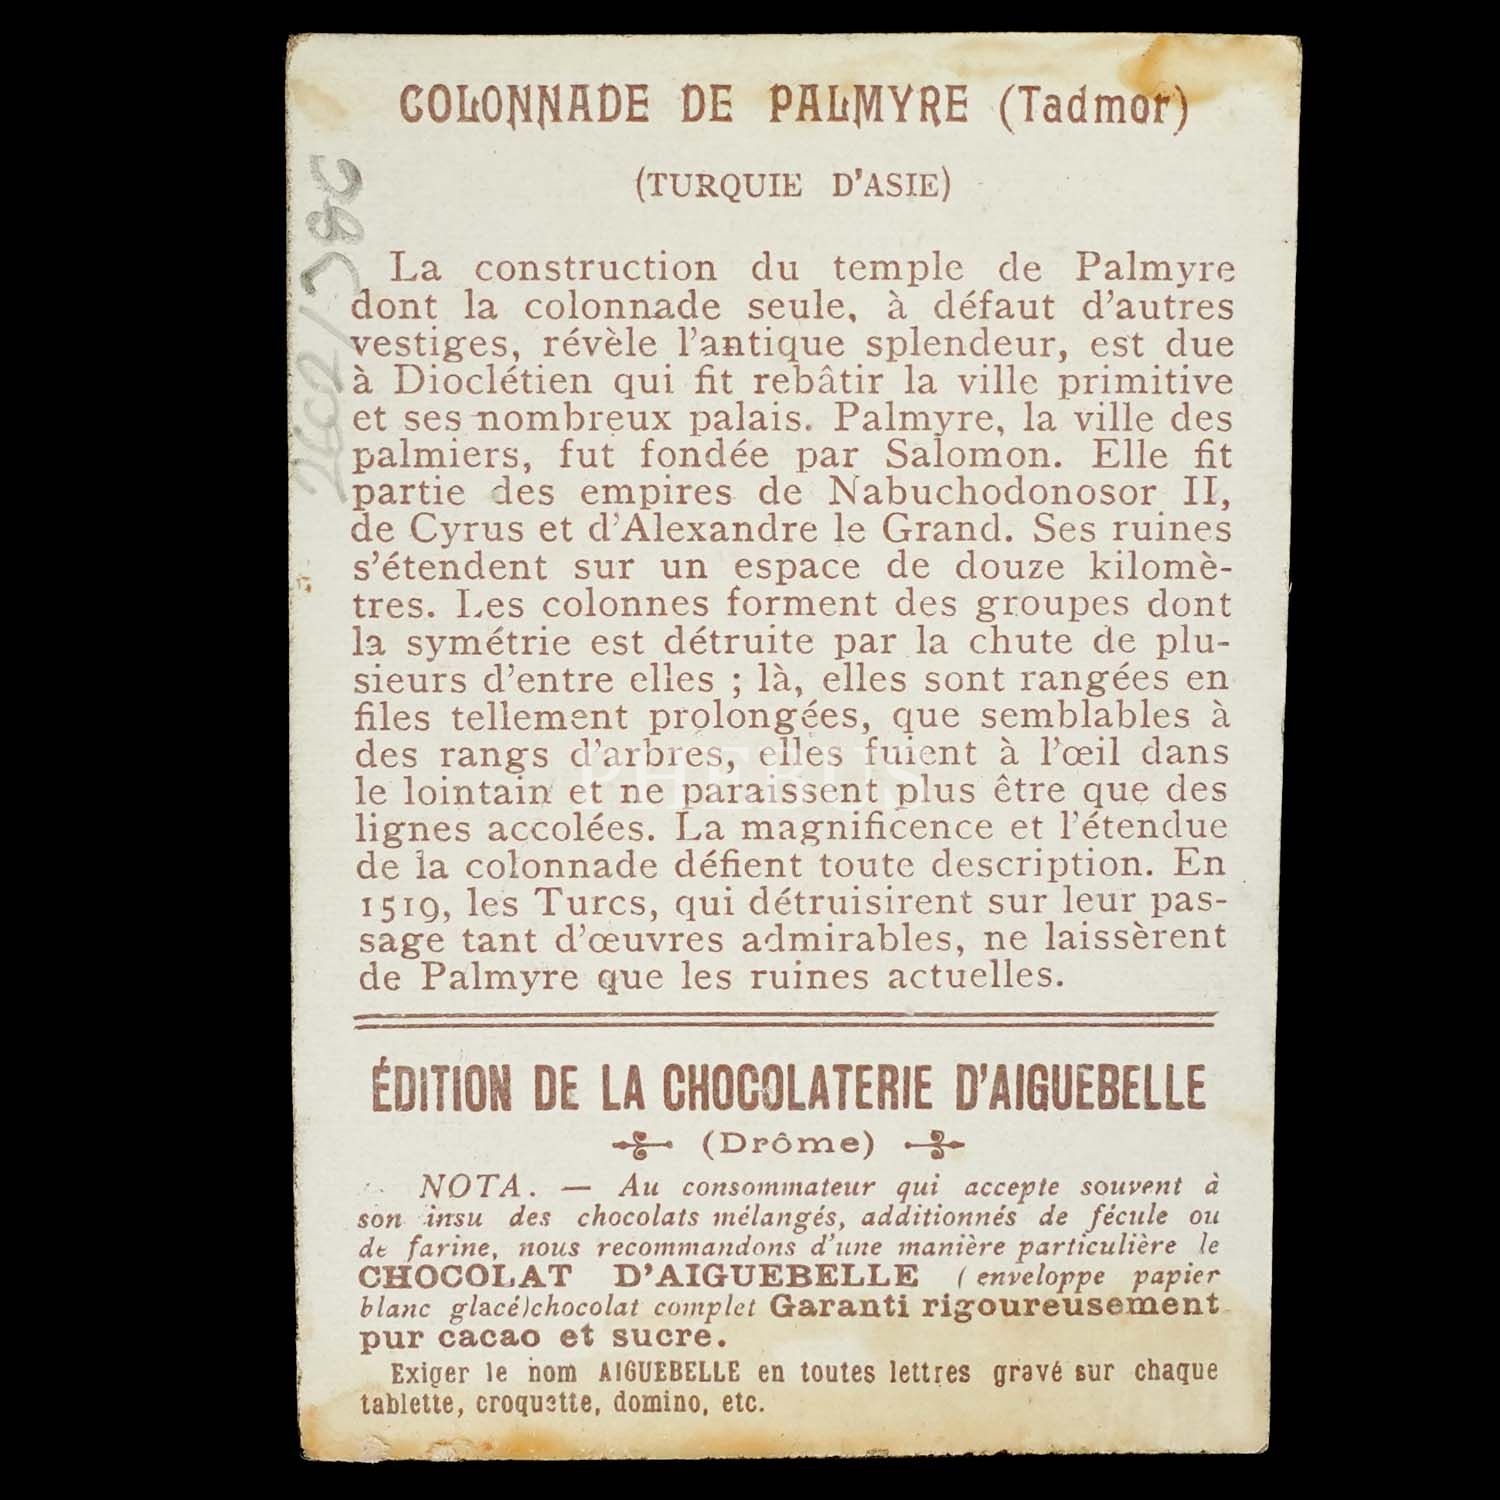 COLONNADE DE PALMYRE (Tadmor)
(TURQUIE D'ASIE)
La construction du temple de Palmyre
dont la colonnade seule, à défaut d'autres
vestiges, révèle l'antique splendeur, est due
à Dioclétien qui fit rebâtir la ville primitive
et ses nombreux palais. Palmyre, la ville des
palmiers, fut fondée par Salomon. Elle fit
partie des empires de Nabuchodonosor II,
de Cyrus et d'Alexandre le Grand. Ses ruines
s'étendent sur un espace de douze kilomè-
tres. Les colonnes forment des groupes dont
la symétrie est détruite par la chute de plu-
sieurs d'entre elles ; là, elles sont rangées en
files tellement prolongées, que semblables à
des rangs d'arbres, elles fuient à l'œil dans
le lointain et ne paraissent plus être que des
lignes accolées. La magnificence et l'étendue
de la colonnade défient toute description. En
1519, les Turcs, qui détruisirent sur leur pas-
sage tant d'œuvres admirables, ne laissèrent
de Palmyre que les ruines actuelles.
PHEBUS
ÉDITION DE LA CHOCOLATERIE D'AIGUEBELLE
(Drôme)
NOTA. — Au consommateur qui accepte souvent à
son insu des chocolats mélangés, additionnés de fécule ou
de farine, nous recommandons d'une manière particulière le
CHOCOLAT D'AIGUEBELLE (enveloppe papier
blanc glacé) chocolat complet Garanti rigoureusement
pur cacao et sucre.
Exiger le nom AIGUEBELLE en toutes lettres gravé sur chaque
tablette, croquette, domino, etc.